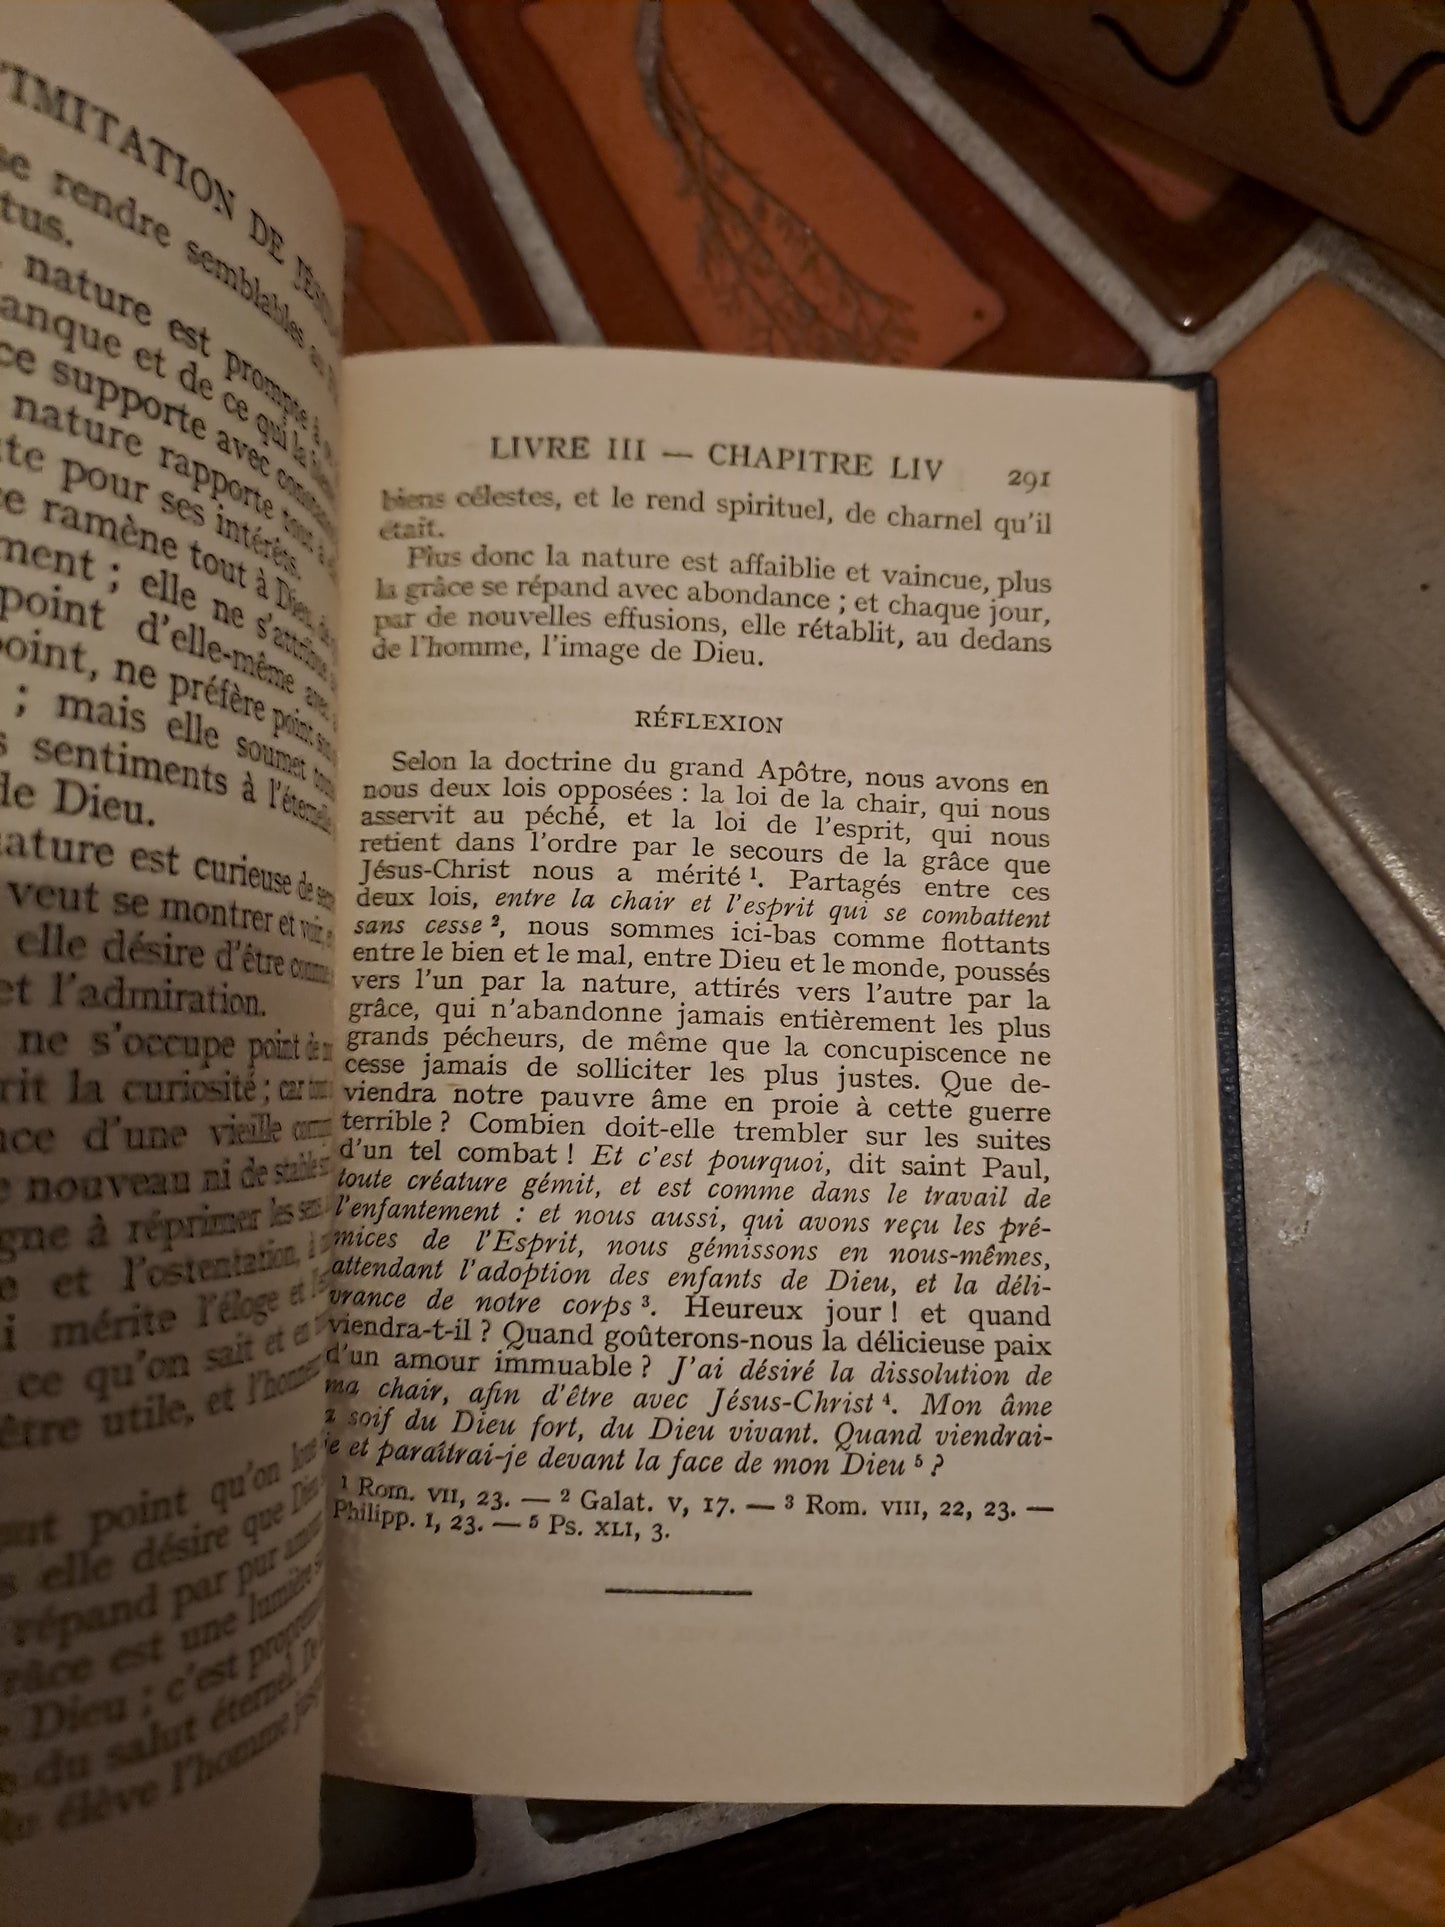 IMITATION DE
se rendre semblables
nature est prompte à
anque et de ce qui la
ce supporte avec
nature rapporte tout à
pour ses intérêts.
ramène tout à Dieu,
elle ne s'attribue
point d'elle-même avec
point, ne préfère point
; mais elle soumet tous
sentiments à l'éternelle
de Dieu.
nature est curieuse de
veut se montrer et voir,
elle désire d'être
et l'admiration.
ne s'occupe point de
la curiosité ; car
d'une vieille
nouveau ni de stable
à réprimer les sens
et l'ostentation, à
mérite l'éloge et
ce qu'on sait et
être utile, et
point qu'on
elle désire que
répand par pur
est une lumière
Dieu ; c'est
du salut éternel.
élève l'homme
LIVRE III — CHAPITRE LIV 291
biens célestes, et le rend spirituel, de charnel qu'il
était.
Plus donc la nature est affaiblie et vaincue, plus
la grâce se répand avec abondance ; et chaque jour,
par de nouvelles effusions, elle rétablit, au dedans
de l'homme, l'image de Dieu.
RÉFLEXION
Selon la doctrine du grand Apôtre, nous avons en
nous deux lois opposées : la loi de la chair, qui nous
asservit au péché, et la loi de l'esprit, qui nous
retient dans l'ordre par le secours de la grâce que
Jésus-Christ nous a mérité ¹. Partagés entre ces
deux lois, entre la chair et l'esprit qui se combattent
sans cesse ², nous sommes ici-bas comme flottants
entre le bien et le mal, entre Dieu et le monde, poussés
vers l'un par la nature, attirés vers l'autre par la
grâce, qui n'abandonne jamais entièrement les plus
grands pécheurs, de même que la concupiscence ne
cesse jamais de solliciter les plus justes. Que de-
viendra notre pauvre âme en proie à cette guerre
terrible ? Combien doit-elle trembler sur les suites
d'un tel combat ! Et c'est pourquoi, dit saint Paul,
toute créature gémit, et est comme dans le travail de
l'enfantement : et nous aussi, qui avons reçu les pré-
mices de l'Esprit, nous gémissons en nous-mêmes,
attendant l'adoption des enfants de Dieu, et la déli-
vrance de notre corps ³. Heureux jour ! et quand
viendra-t-il ? Quand goûterons-nous la délicieuse paix
d'un amour immuable ? J'ai désiré la dissolution de
ma chair, afin d'être avec Jésus-Christ ⁴. Mon âme
a soif du Dieu fort, du Dieu vivant. Quand viendrai-
je et paraîtrai-je devant la face de mon Dieu ⁵ ?
¹ Rom. VII, 23. — ² Galat. V, 17. — ³ Rom. VIII, 22, 23. —
Philipp. I, 23. — ⁵ Ps. XLI, 3.